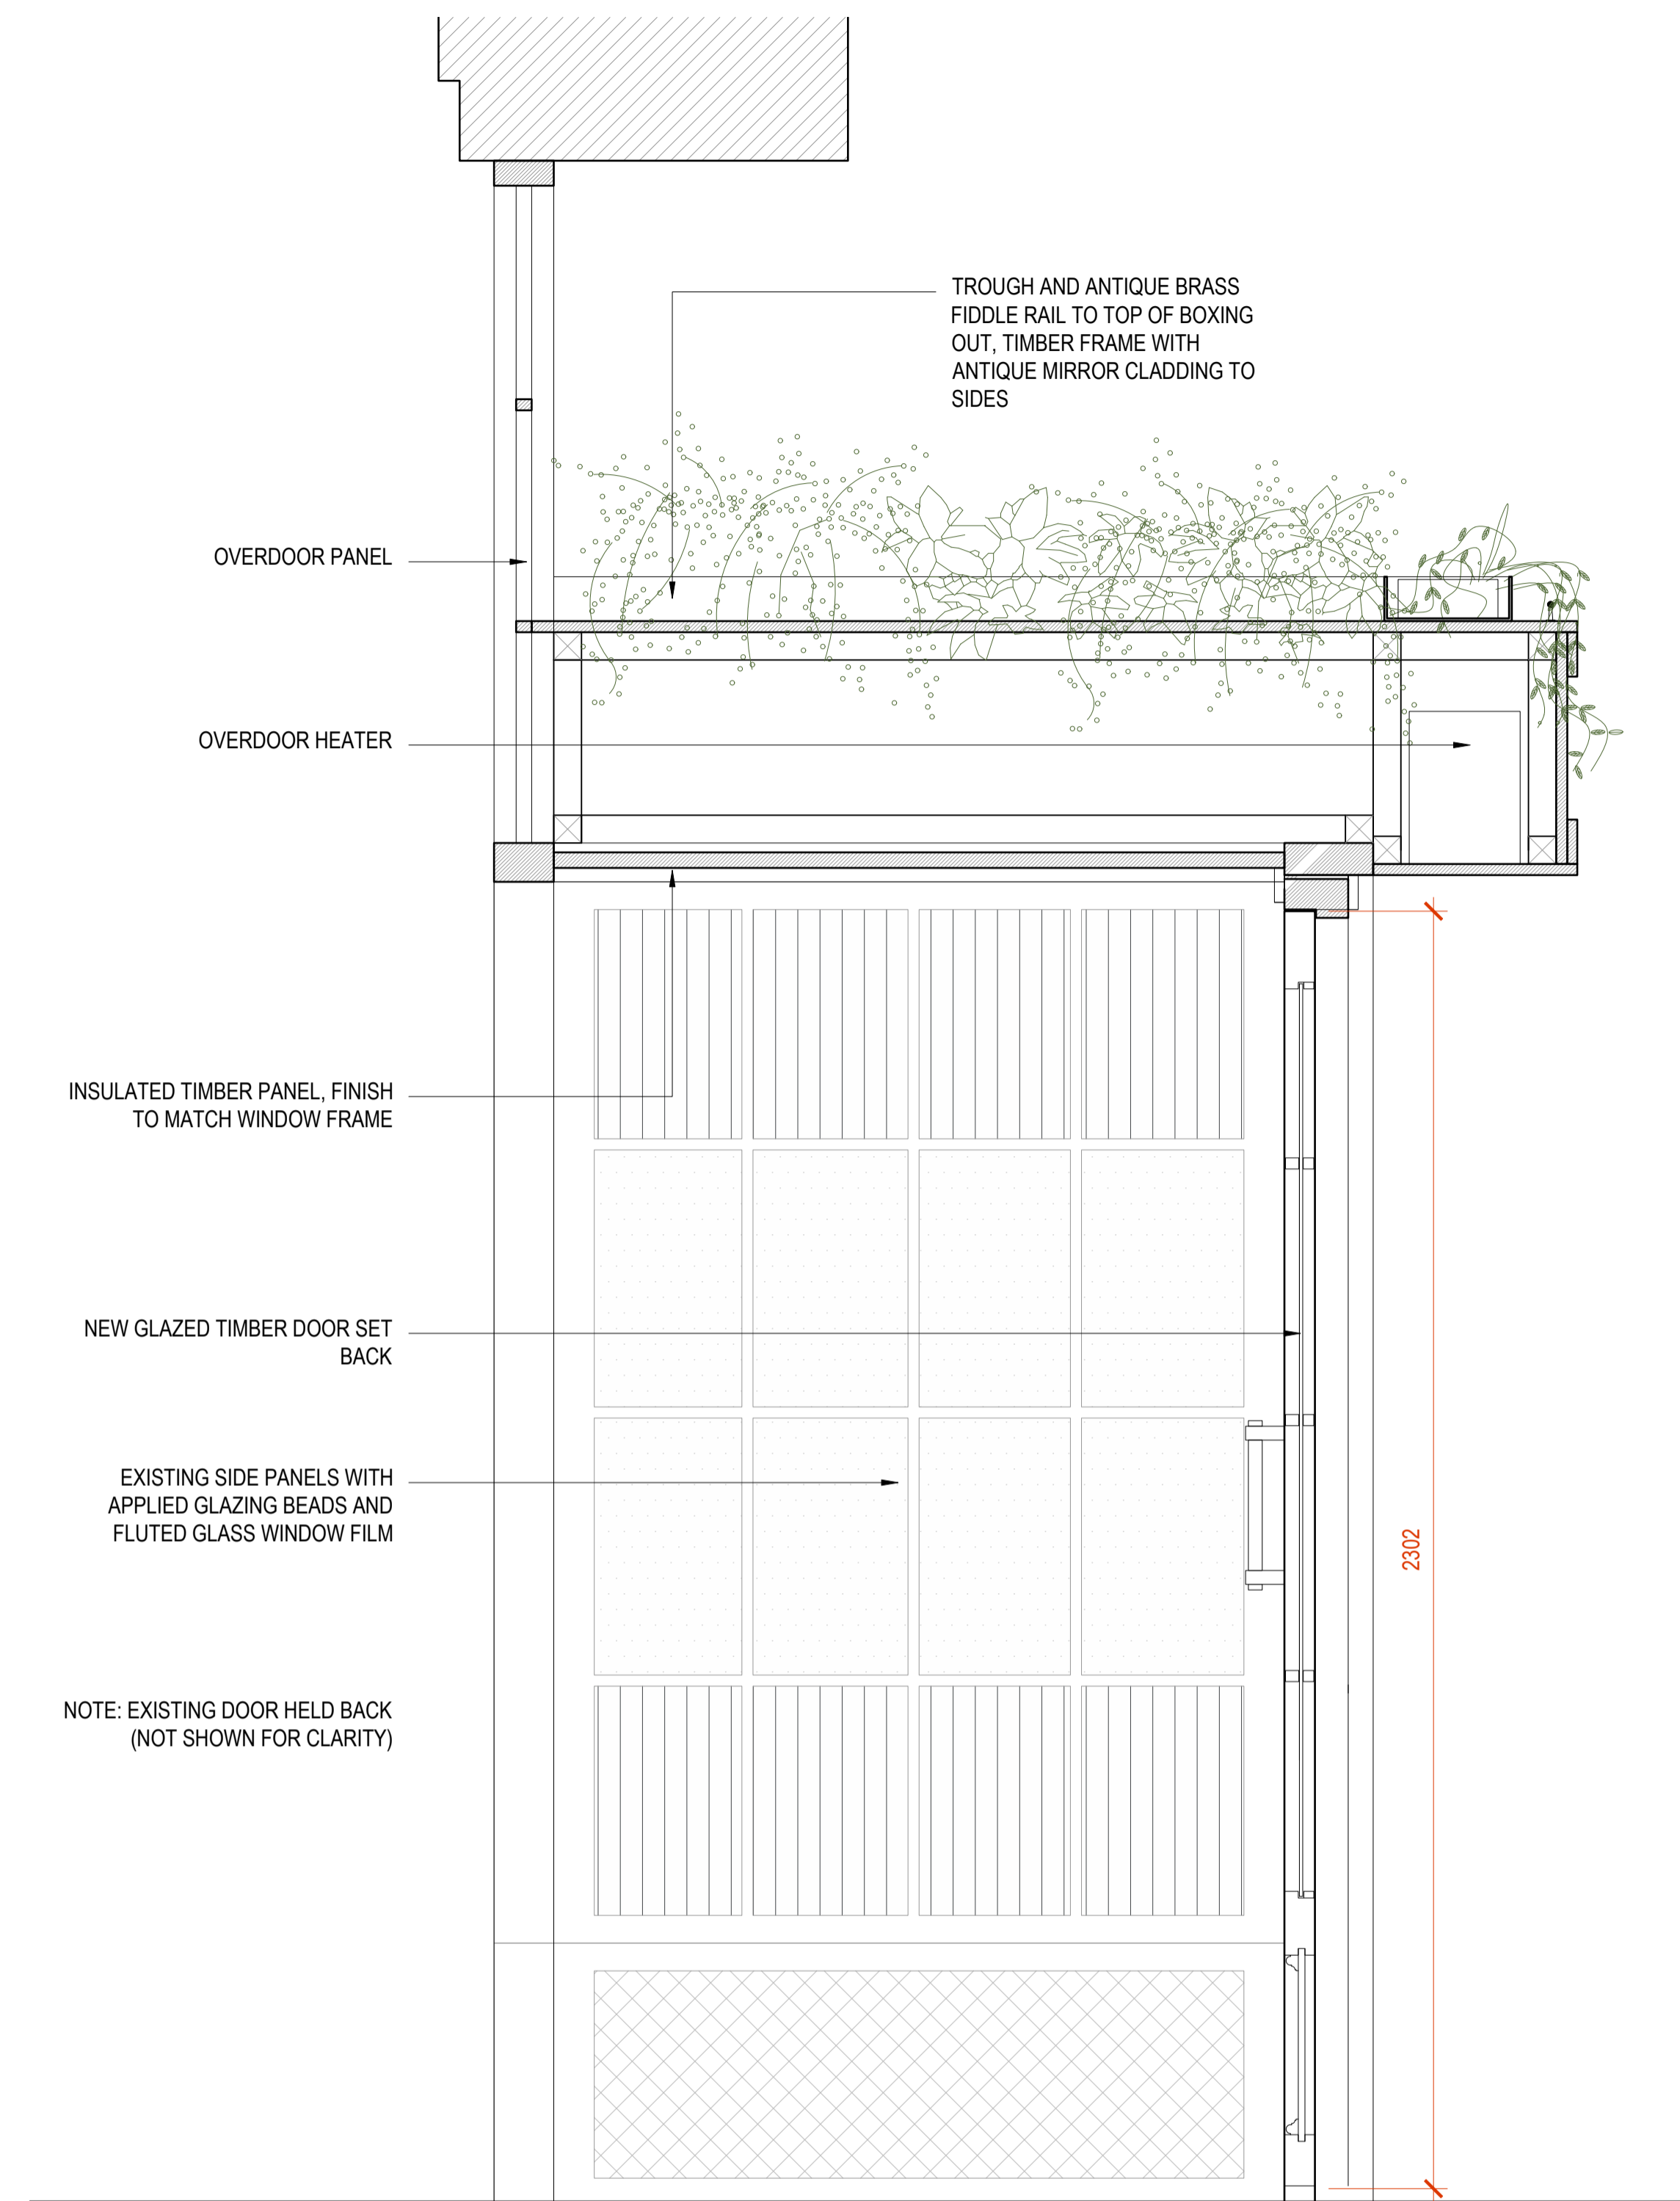 TROUGH AND ANTIQUE BRASS
FIDDLE RAIL TO TOP OF BOXING
OUT, TIMBER FRAME WITH
ANTIQUE MIRROR CLADDING TO
SIDES
OVERDOOR PANEL
OVERDOOR HEATER
INSULATED TIMBER PANEL, FINISH
TO MATCH WINDOW FRAME
NEW GLAZED TIMBER DOOR SET
BACK
EXISTING SIDE PANELS WITH
APPLIED GLAZING BEADS AND
FLUTED GLASS WINDOW FILM
2302
NOTE: EXISTING DOOR HELD BACK
(NOT SHOWN FOR CLARITY)